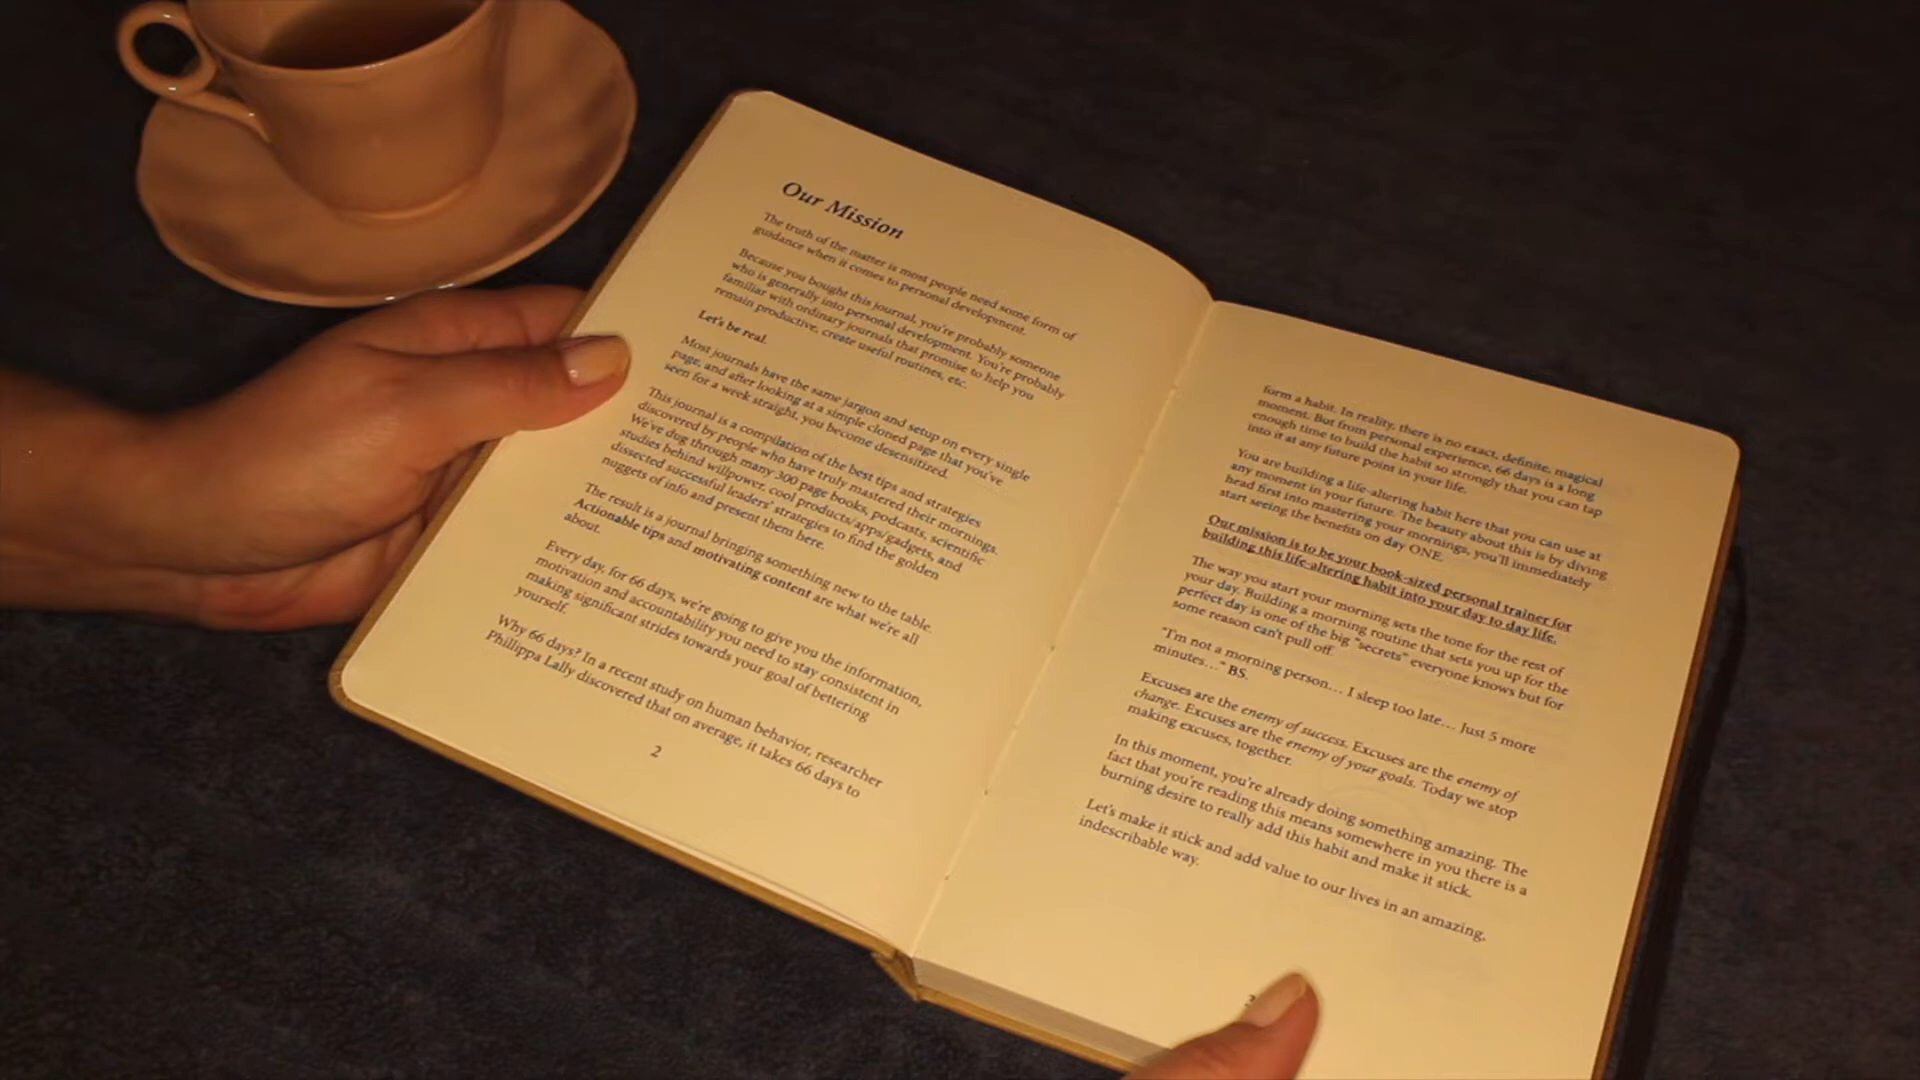 Our Mission
The truth of the matter is most people need some form of
guidance when it comes to personal development.
Because you bought this journal, you're probably someone
who is generally into personal development. You're probably
familiar with ordinary journals that promise to help you
remain productive, create useful routines, etc.
Let's be real.
Most journals have the same jargon and setup on every single
page, and after looking at a simple cloned page that you've
seen for a week straight, you become desensitized.
This journal is a compilation of the best tips and strategies
discovered by people who have truly mastered their mornings.
We've dug through many 300 page books, podcasts, scientific
studies behind willpower, cool products/apps/gadgets, and
dissected successful leaders' strategies to find the golden
nuggets of info and present them here.
The result is a journal bringing something new to the table.
Actionable tips and motivating content are what we're all
about.
Every day, for 66 days, we're going to give you the information,
motivation and accountability you need to stay consistent in
making significant strides towards your goal of bettering
yourself.
Why 66 days? In a recent study on human behavior, researcher
Phillippa Lally discovered that on average, it takes 66 days to
2
form a habit. In reality, there is no exact, definite, magical
moment. But from personal experience, 66 days is a long
enough time to build the habit so strongly that you can tap
into it at any future point in your life.
You are building a life-altering habit here that you can use at
any moment in your future. The beauty about this is by diving
head first into mastering your mornings, you'll immediately
start seeing the benefits on day ONE.
Our mission is to be your book-sized personal trainer for
building this life-altering habit into your day to day life.
The way you start your morning sets the tone for the rest of
your day. Building a morning routine that sets you up for the
perfect day is one of the big "secrets" everyone knows but for
some reason can't pull off.
"I'm not a morning person… I sleep too late… Just 5 more
minutes…" BS.
Excuses are the enemy of success. Excuses are the enemy of
change. Excuses are the enemy of your goals. Today we stop
making excuses, together.
In this moment, you're already doing something amazing. The
fact that you're reading this means somewhere in you there is a
burning desire to really add this habit and make it stick.
Let's make it stick and add value to our lives in an amazing,
indescribable way.